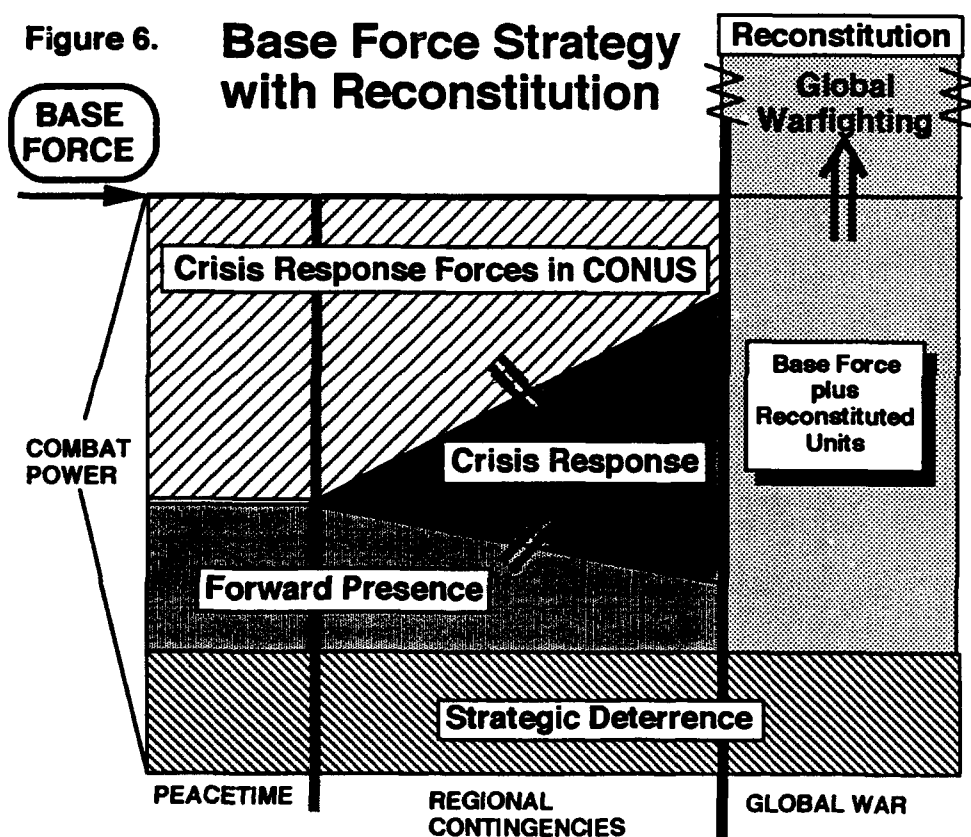 Figure 6.
Base Force Strategy
with Reconstitution
Reconstitution
Global
Warfighting
BASE
FORCE
Crisis Response Forces in CONUS
Base Force
plus
Reconstituted
Units
COMBAT
POWER
Crisis Response
Forward Presence
Strategic Deterrence
PEACETIME
REGIONAL
CONTINGENCIES
GLOBAL WAR